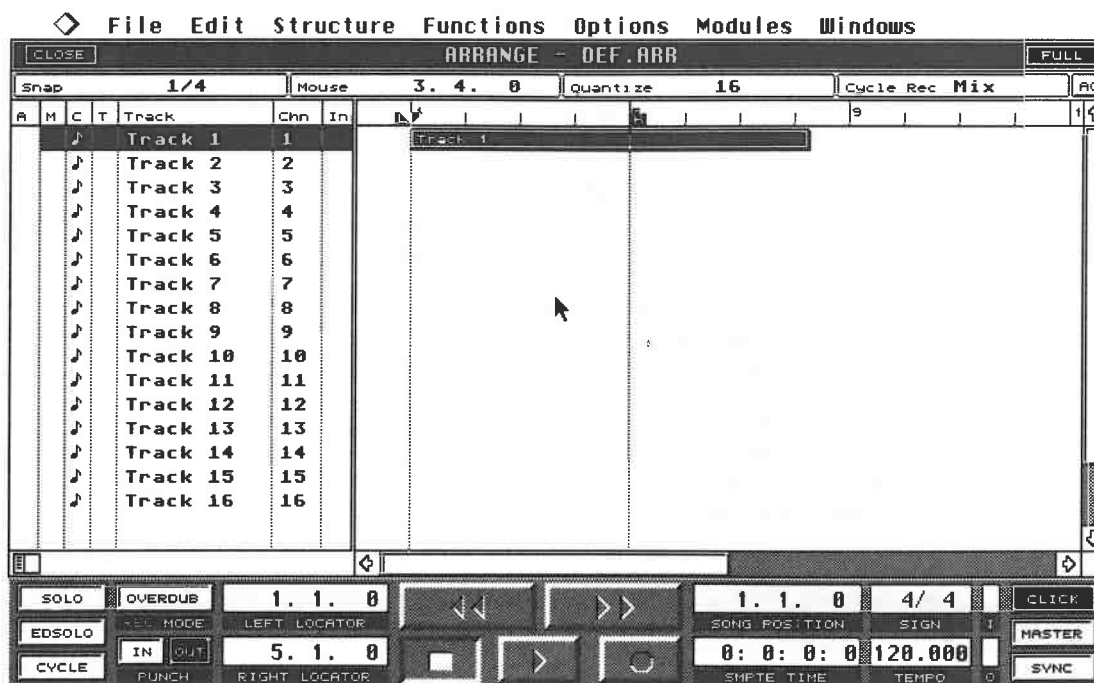 File Edit Structure Functions Options Modules Windows
CLOSE ARRANGE - DEF.ARR FULL
Snap 1/4 Mouse 3. 4. 0 Quantize 16 Cycle Rec Mix
A M C T Track Chn In 9
Track 1 1 Track 1
Track 2 2
Track 3 3
Track 4 4
Track 5 5
Track 6 6
Track 7 7
Track 8 8
Track 9 9
Track 10 10
Track 11 11
Track 12 12
Track 13 13
Track 14 14
Track 15 15
Track 16 16
SOLO OVERDUB 1. 1. 0 1. 1. 0 4/ 4 CLICK
REC MODE LEFT LOCATOR SONG POSITION SIGN I
EDSOLO MASTER
IN OUT 5. 1. 0 0: 0: 0: 0 120.000
CYCLE PUNCH RIGHT LOCATOR SMPTE TIME TEMPO O SYNC